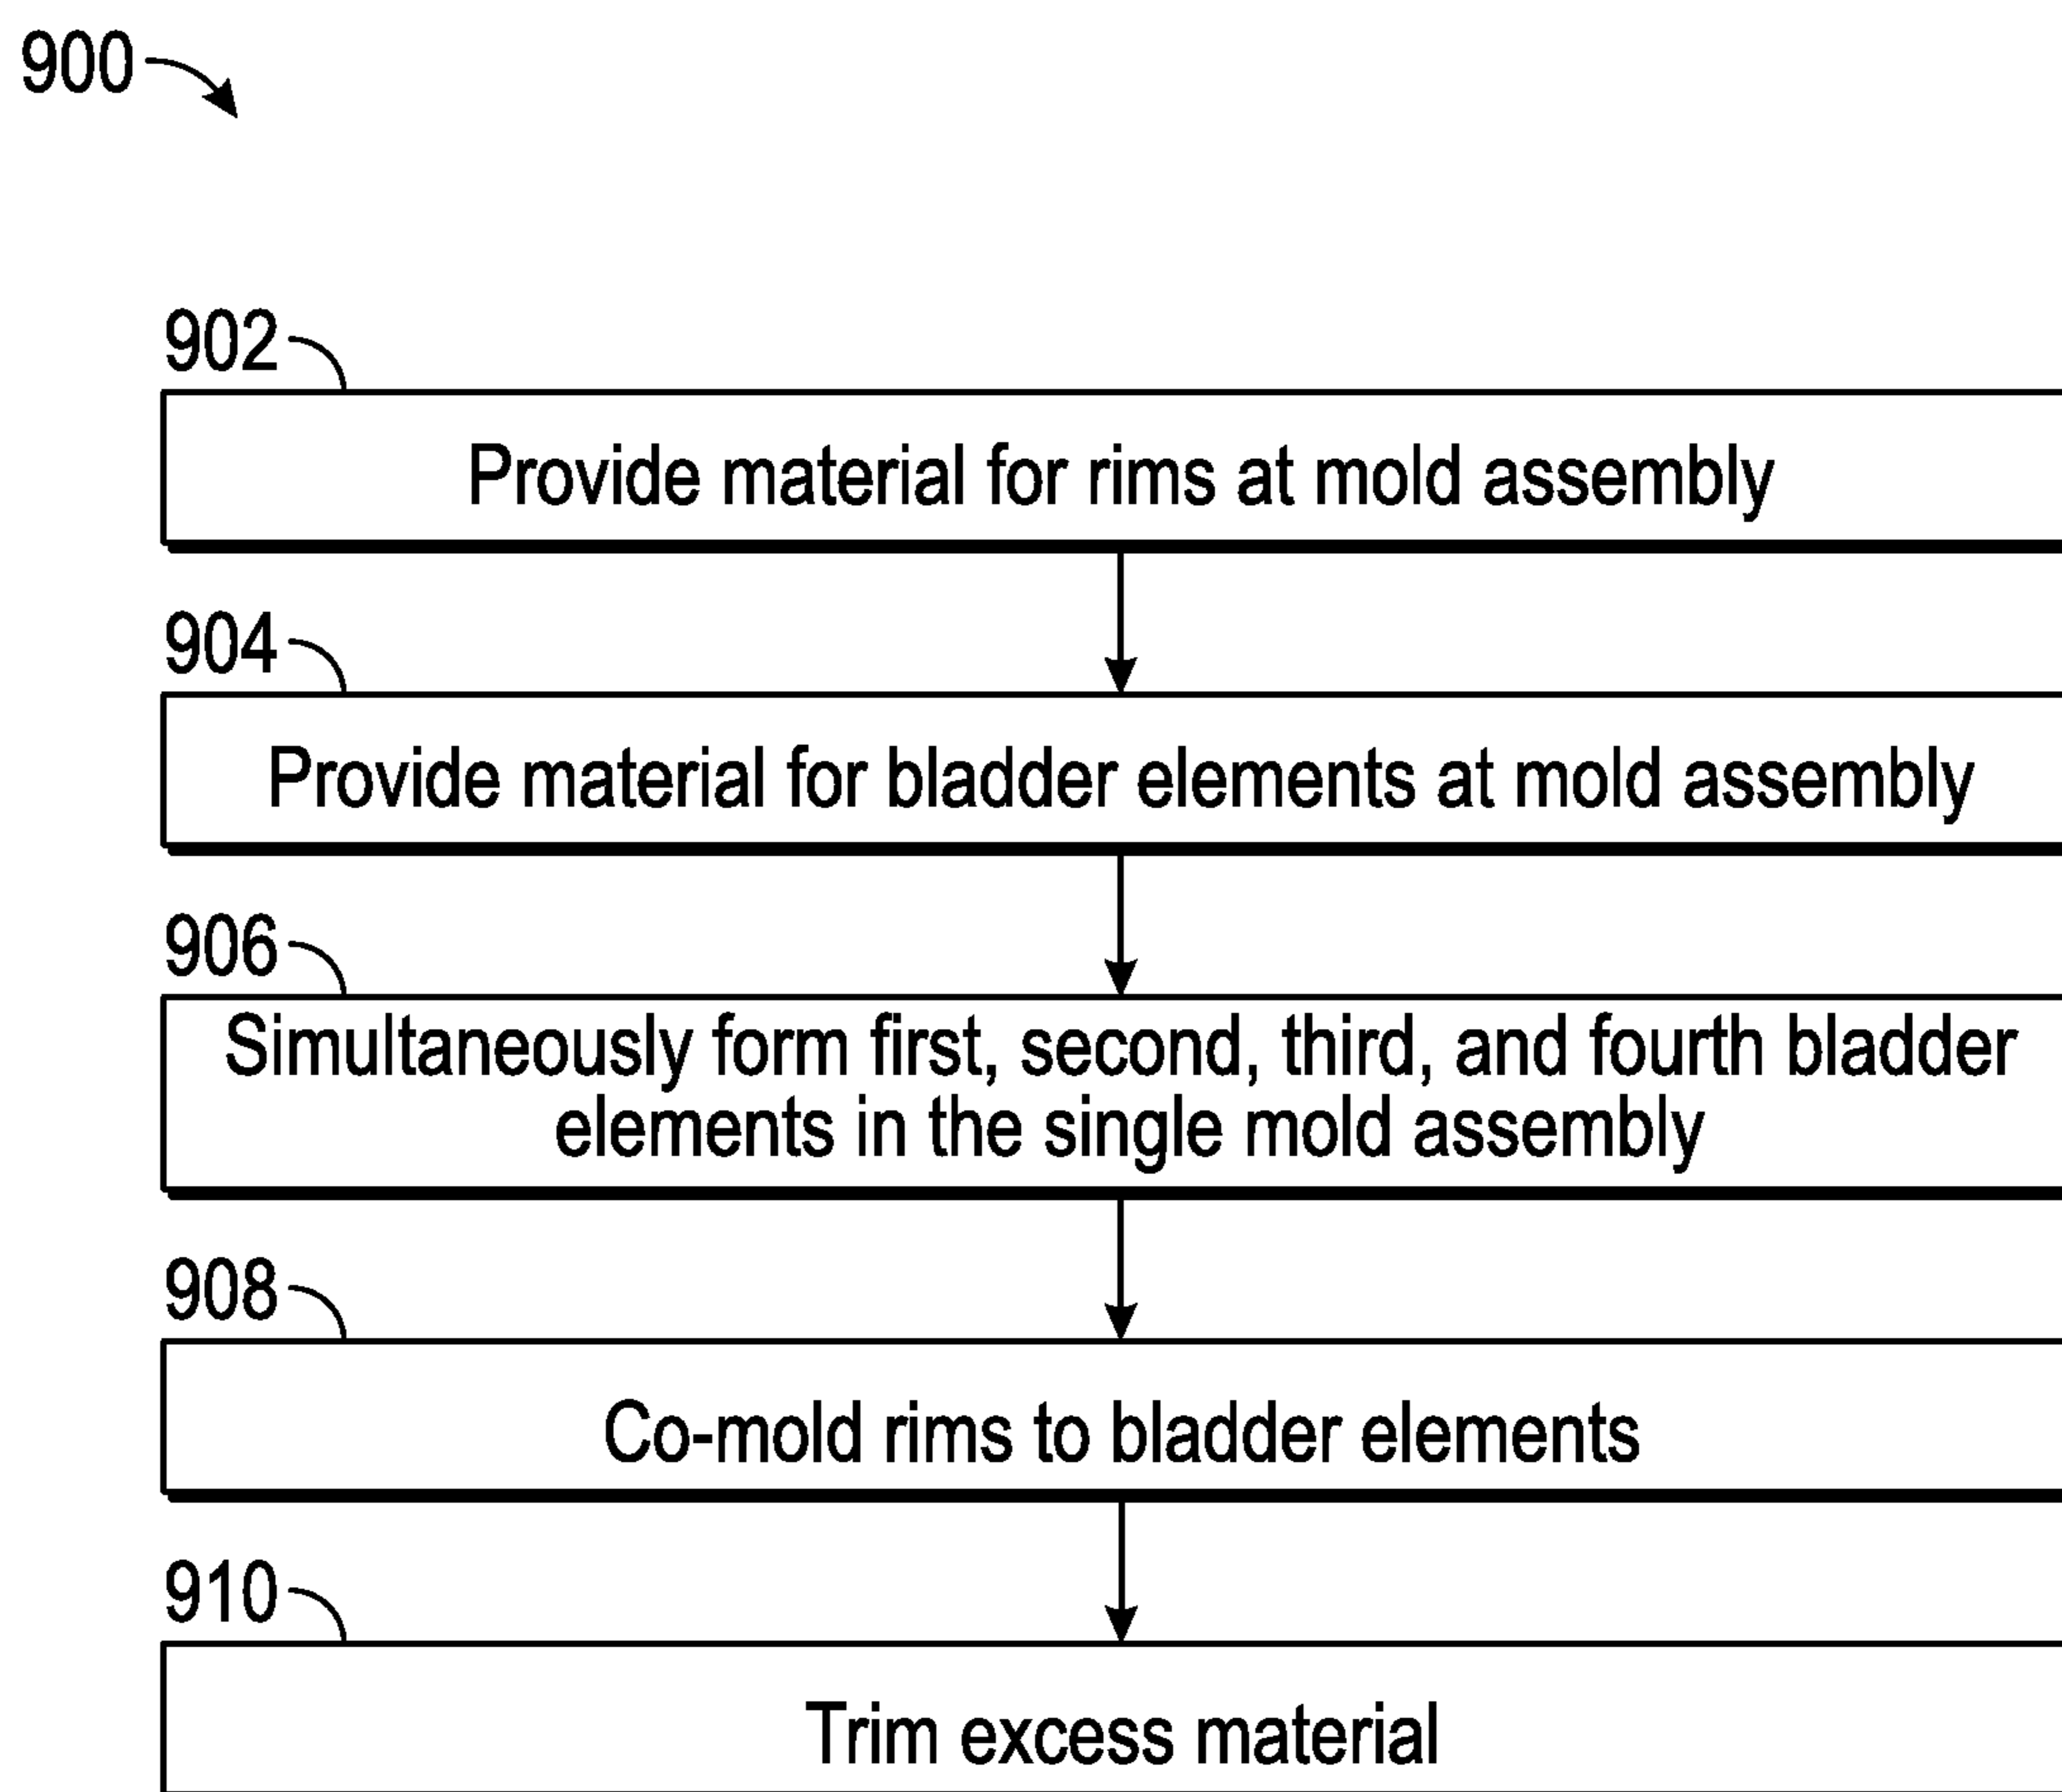 900
902
Provide material for rims at mold assembly
904
Provide material for bladder elements at mold assembly
906
Simultaneously form first, second, third, and fourth bladder
elements in the single mold assembly
908
Co-mold rims to bladder elements
910
Trim excess material